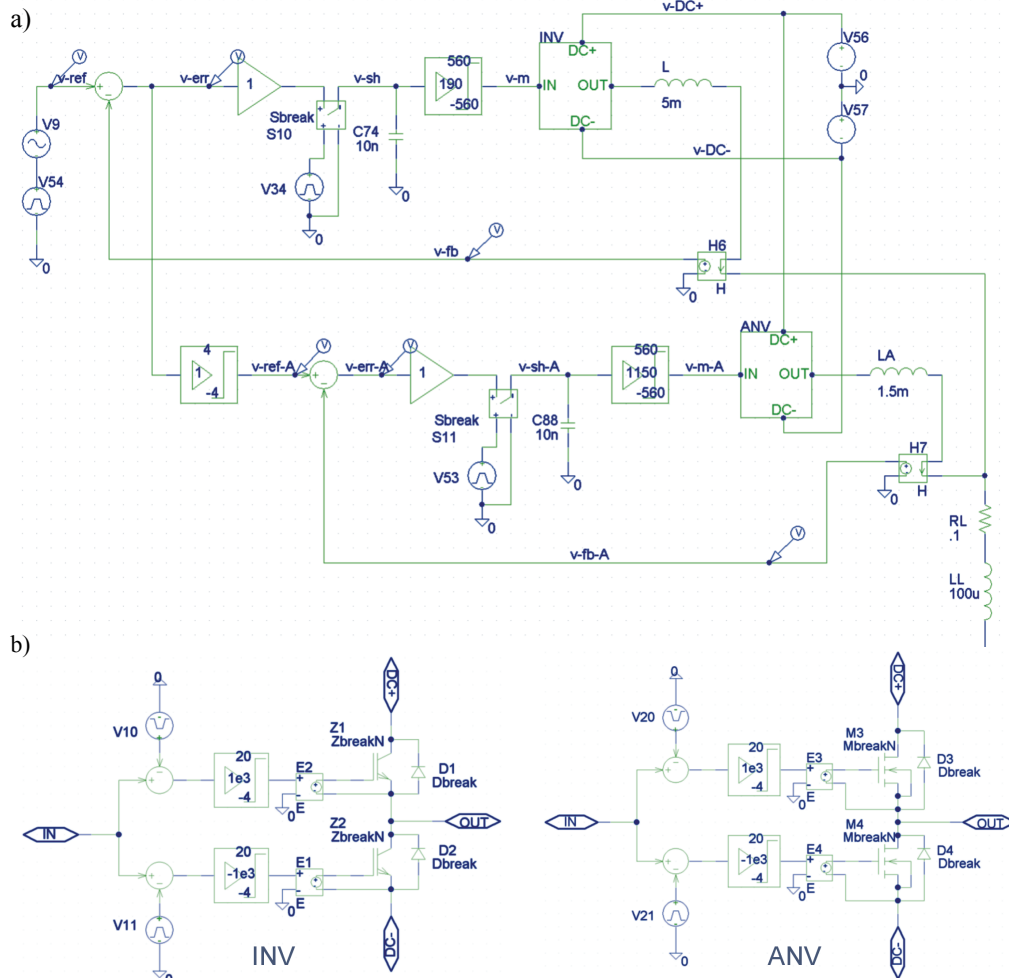 a)
v-DC+
V56
INV
DC+
560
190
-560
v-ref
v-err
1
v-sh
v-m
IN
OUT
L
5m
0
V9
Sbreak
S10
C74
10n
DC-
V57
v-DC-
V54
V34
0
0
0
v-fb
H6
0
H
ANV
DC+
4
1
-4
v-ref-A
v-err-A
1
v-sh-A
560
1150
-560
v-m-A
IN
OUT
LA
1.5m
Sbreak
S11
C88
10n
DC-
H7
V53
0
0
H
0
RL
.1
v-fb-A
LL
100u
b)
0
DC+
V10
Z1
ZbreakN
20
1e3
-4
E2
+
-
E
0
D1
Dbreak
IN
OUT
Z2
ZbreakN
20
-1e3
-4
E1
+
-
E
0
D2
Dbreak
V11
0
INV
DC-
0
DC+
V20
M3
MbreakN
20
1e3
-4
E3
+
-
E
0
D3
Dbreak
IN
OUT
M4
MbreakN
20
-1e3
-4
E4
+
-
E
0
D4
Dbreak
V21
0
ANV
DC-